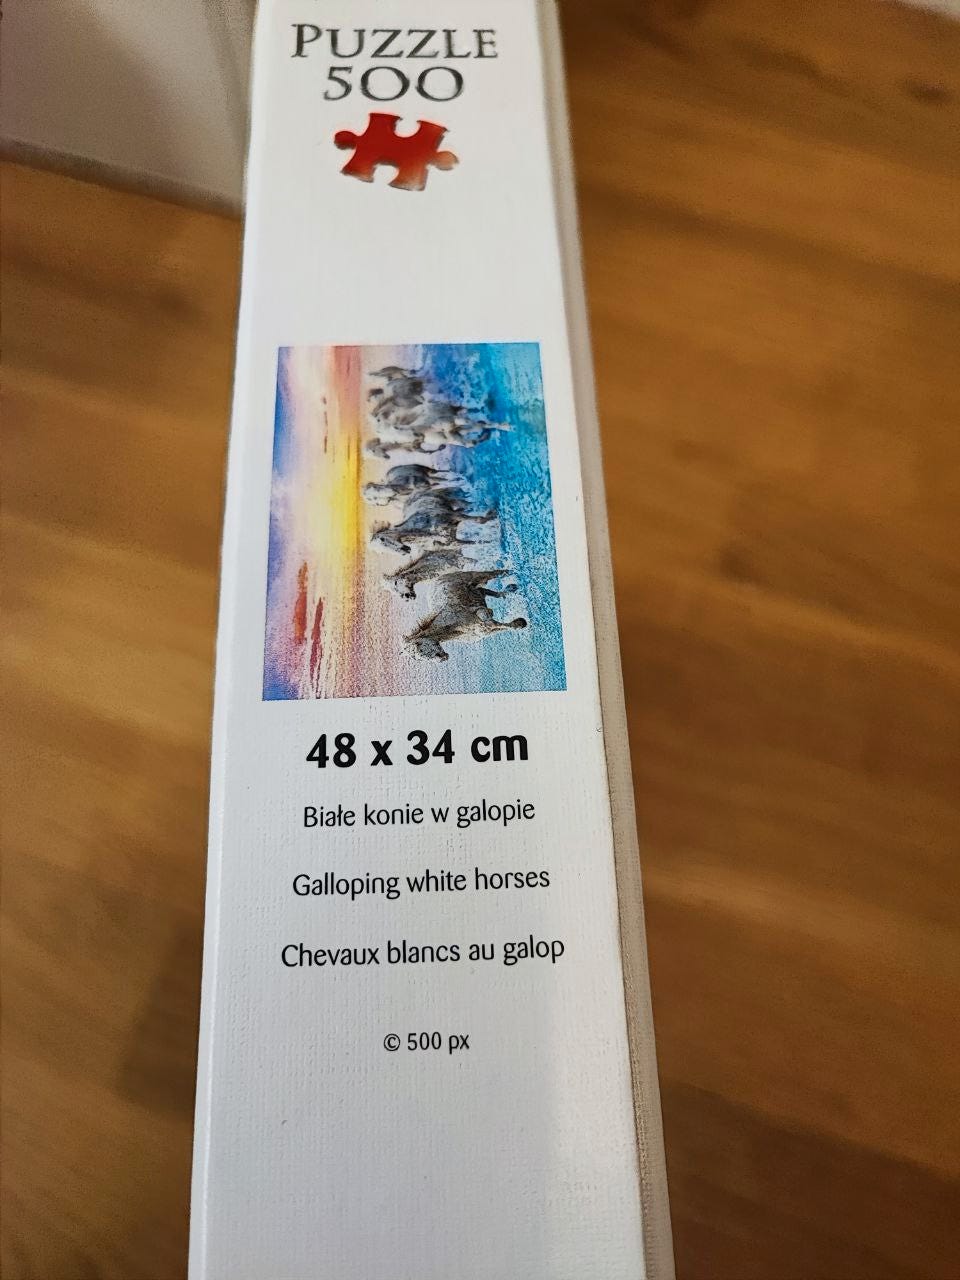 PUZZLE
500
48 x 34 cm
Białe konie w galopie
Galloping white horses
Chevaux blancs au galop
© 500 px